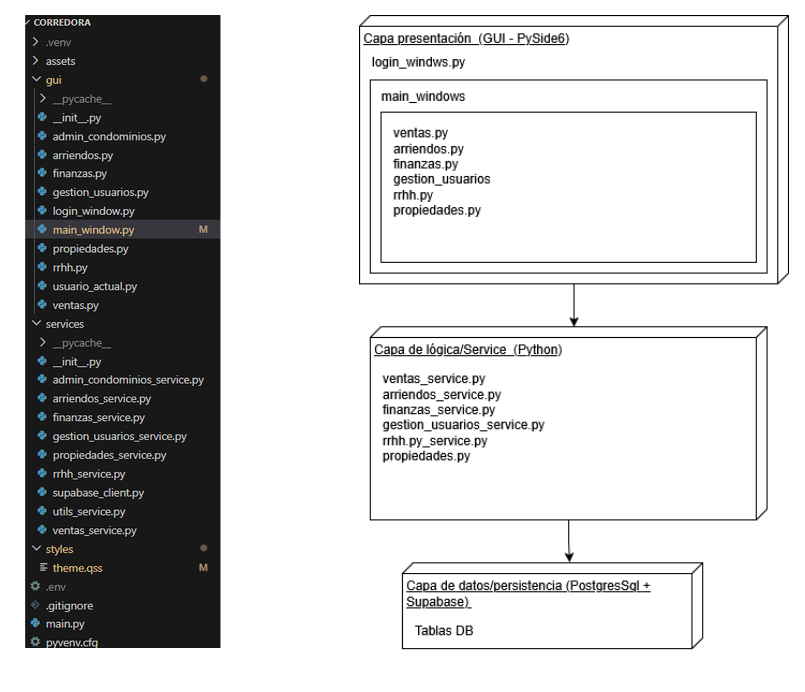 CORREDORA
.venv
assets
gui
__pycache__
__init__.py
admin_condominios.py
arriendos.py
finanzas.py
gestion_usuarios.py
login_window.py
main_window.py M
propiedades.py
rrhh.py
usuario_actual.py
ventas.py
services
__pycache__
__init__.py
admin_condominios_service.py
arriendos_service.py
finanzas_service.py
gestion_usuarios_service.py
propiedades_service.py
rrhh_service.py
supabase_client.py
utils_service.py
ventas_service.py
styles
theme.qss M
.env
.gitignore
main.py
pyvenv.cfg
Capa presentación (GUI - PySide6)
login_windws.py
main_windows
ventas.py
arriendos.py
finanzas.py
gestion_usuarios
rrhh.py
propiedades.py
Capa de lógica/Service (Python)
ventas_service.py
arriendos_service.py
finanzas_service.py
gestion_usuarios_service.py
rrhh.py_service.py
propiedades.py
Capa de datos/persistencia (PostgresSql +
Supabase)
Tablas DB